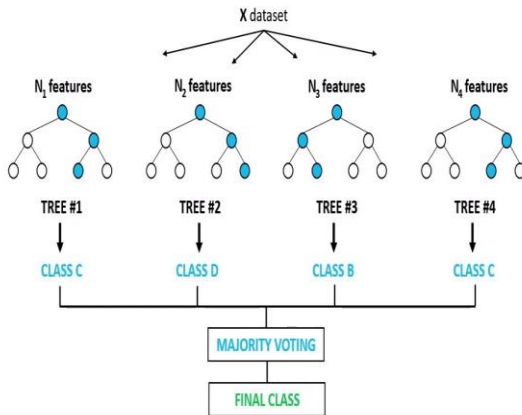 X dataset
N1 features N2 features N3 features N4 features
TREE #1 TREE #2 TREE #3 TREE #4
CLASS C CLASS D CLASS B CLASS C
MAJORITY VOTING
FINAL CLASS